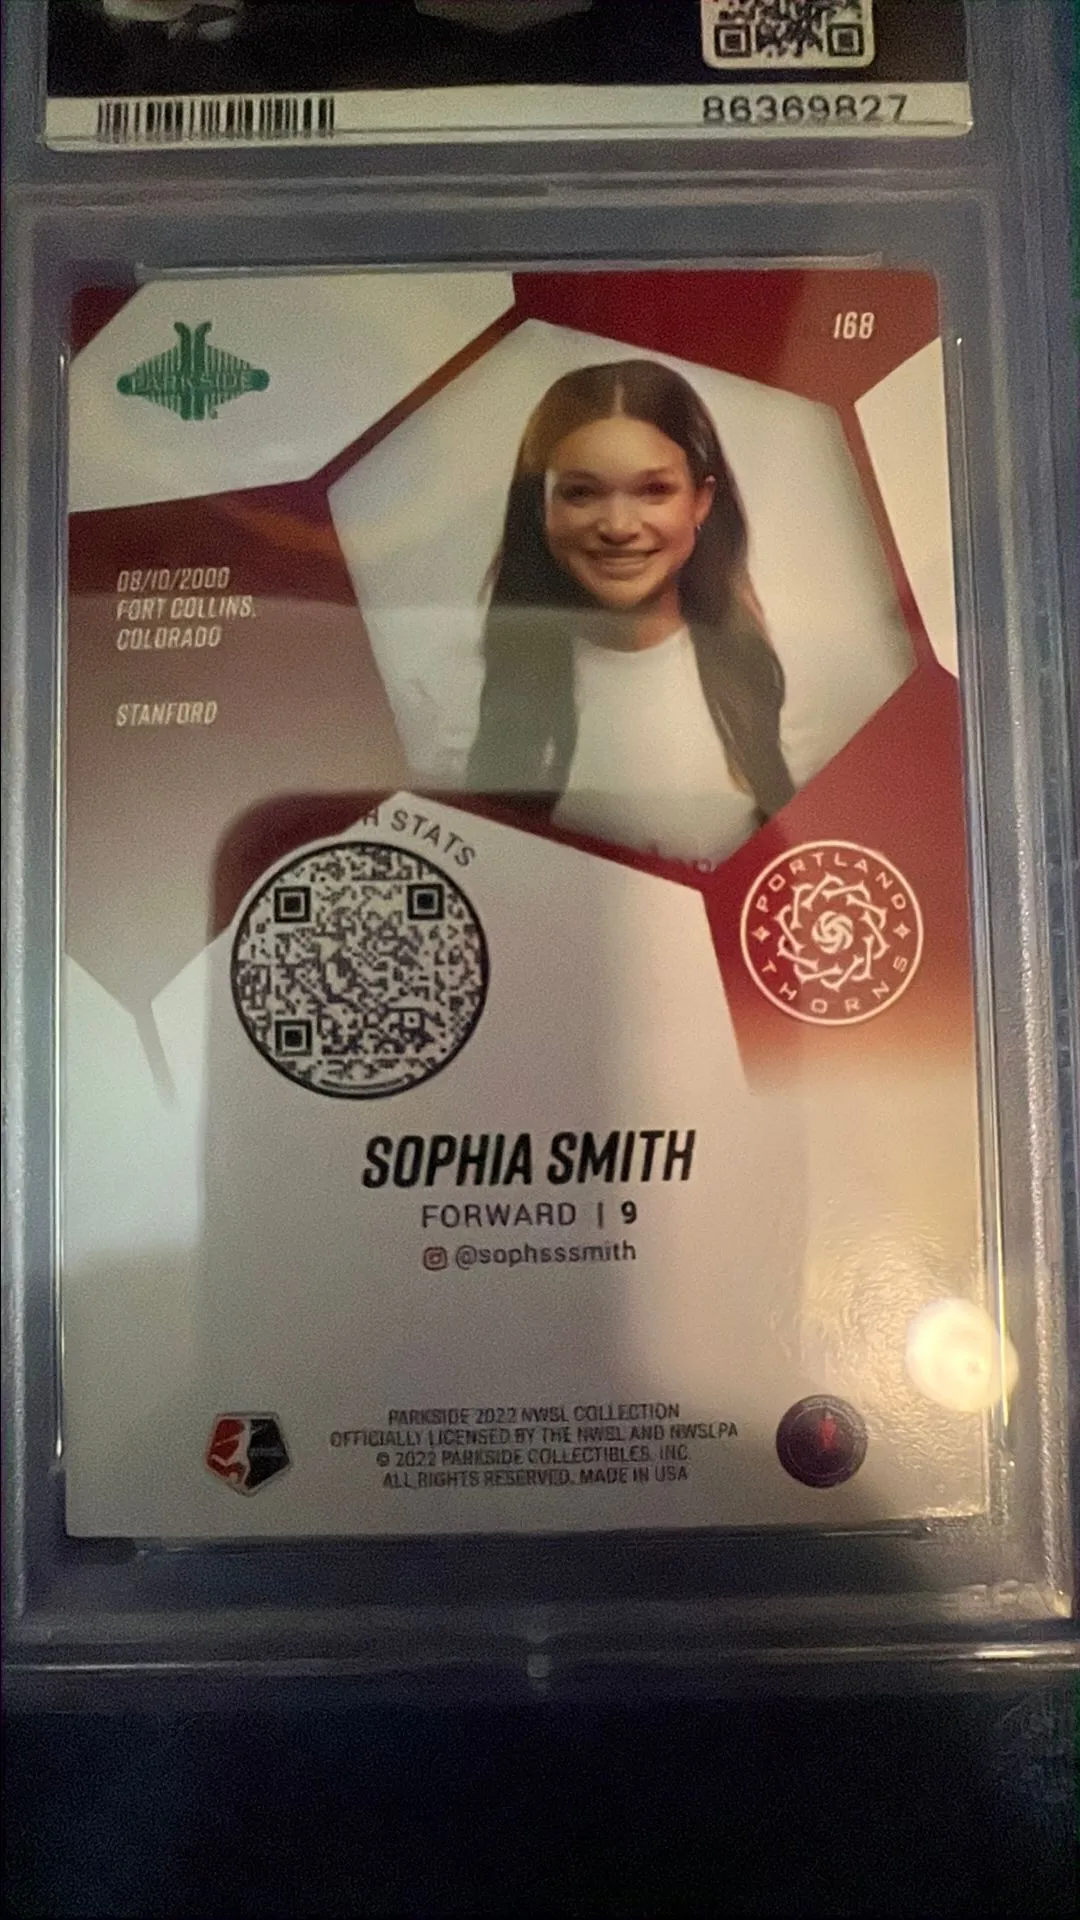 86369827
168
PARKSIDE
08/10/2000
FORT COLLINS,
COLORADO
STANFORD
STATS
PORTLAND
THORNS
SOPHIA SMITH
FORWARD | 9
@sophsssmith
PARKSIDE 2022 NWSL COLLECTION
OFFICIALLY LICENSED BY THE NWSL AND NWSLPA
© 2022 PARKSIDE COLLECTIBLES, INC.
ALL RIGHTS RESERVED. MADE IN USA